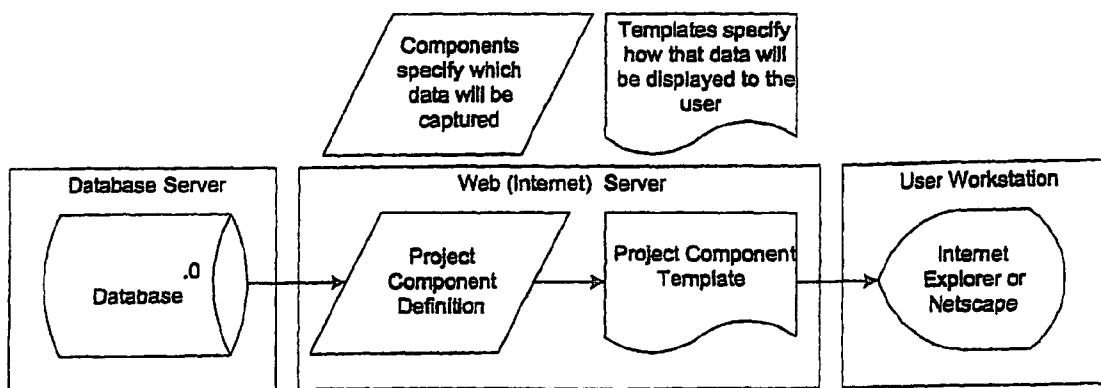 Components
specify which
data will be
captured
Templates specify
how that data will
be displayed to the
user
Database Server
.0
Database
Web (Internet) Server
Project
Component
Definition
Project Component
Template
User Workstation
Internet
Explorer or
Netscape